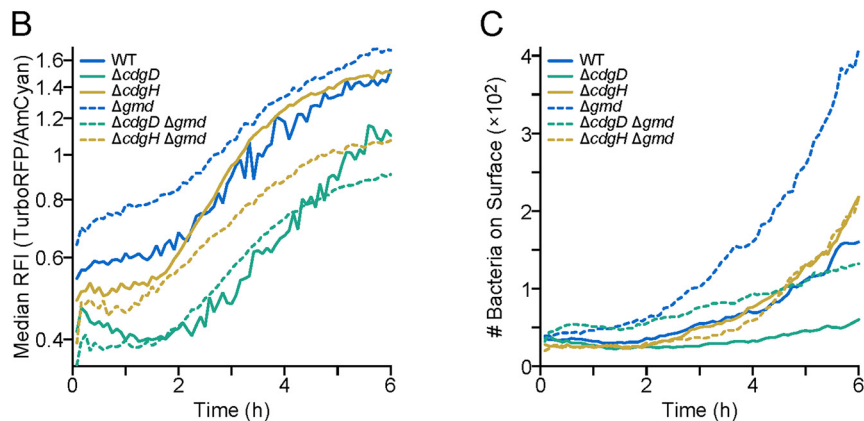 B
Median RFI (TurboRFP/AmCyan)
1.6
1.4
1.2
1
0.8
0.6
0.4
WT
ΔcdgD
ΔcdgH
Δgmd
ΔcdgD Δgmd
ΔcdgH Δgmd
0 2 4 6
Time (h)
C
# Bacteria on Surface (×10²)
4
3
2
1
0
WT
ΔcdgD
ΔcdgH
Δgmd
ΔcdgD Δgmd
ΔcdgH Δgmd
0 2 4 6
Time (h)